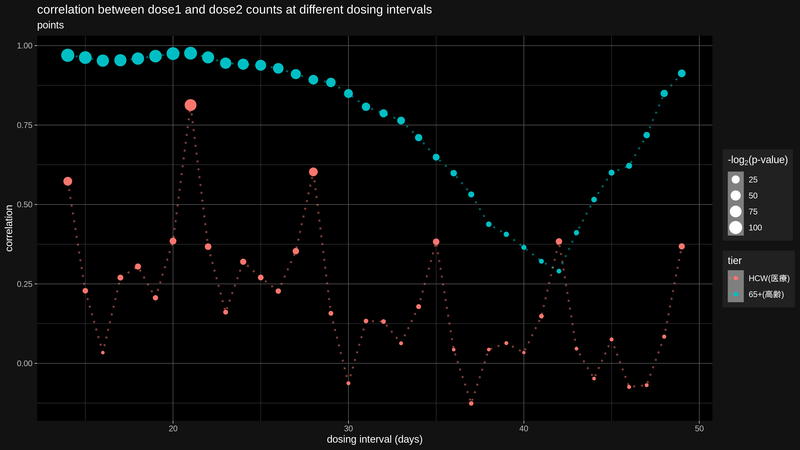 correlation between dose1 and dose2 counts at different dosing intervals
points
1.00
0.75
0.50
0.25
0.00
correlation
20
30
40
50
dosing interval (days)
-log2(p-value)
25
50
75
100
tier
HCW(医療)
65+(高齢)